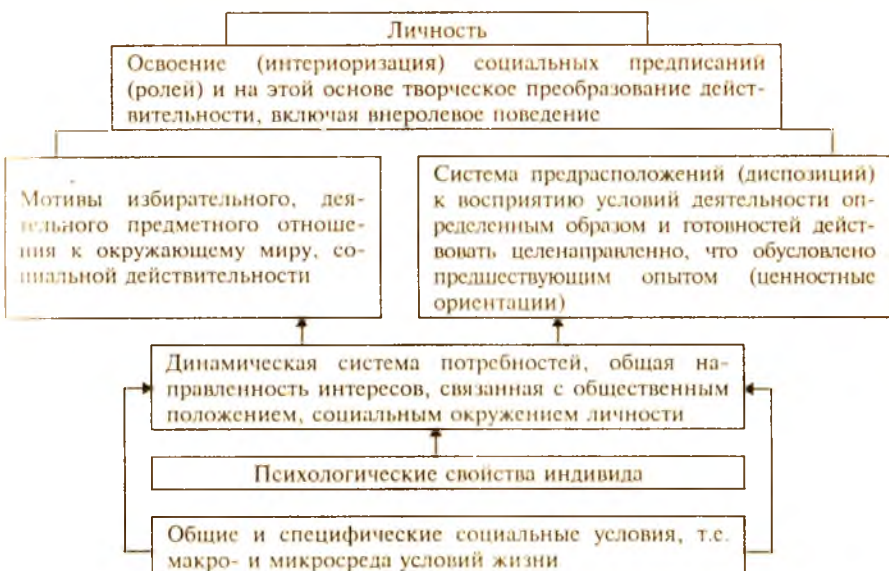 Личность
Освоение (интериоризация) социальных предписаний
(ролей) и на этой основе творческое преобразование дейст-
вительности, включая внеролевое поведение
Мотивы избирательного, дея-
тельного предметного отноше-
ния к окружающему миру, со-
циальной действительности
Система предрасположений (диспозиций)
к восприятию условий деятельности оп-
ределенным образом и готовностей дейст-
вовать целенаправленно, что обусловлено
предшествующим опытом (ценностные
ориентации)
Динамическая система потребностей, общая на-
правленность интересов, связанная с общественным
положением, социальным окружением личности
Психологические свойства индивида
Общие и специфические социальные условия, т.е.
макро- и микросреда условий жизни